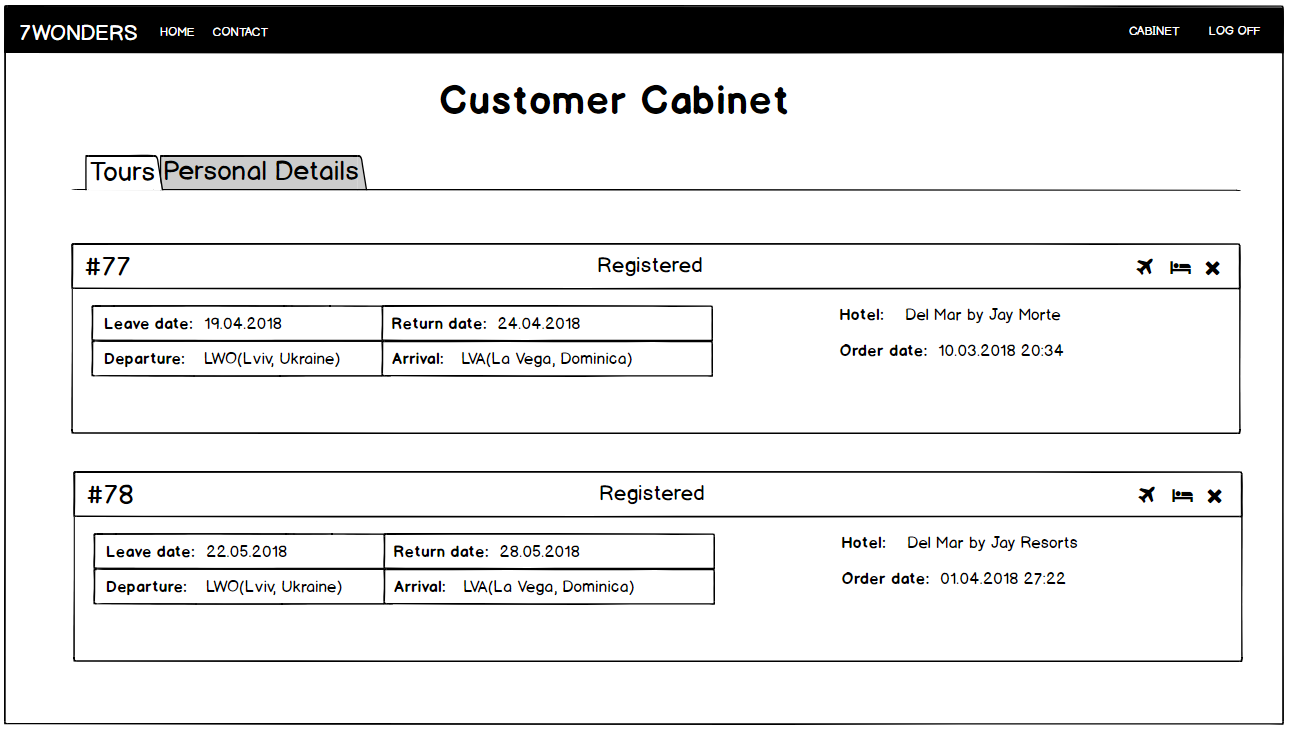 7WONDERS HOME CONTACT CABINET LOG OFF
Customer Cabinet
Tours Personal Details
#77 Registered
Leave date: 19.04.2018 Return date: 24.04.2018
Departure: LWO(Lviv, Ukraine) Arrival: LVA(La Vega, Dominica)
Hotel: Del Mar by Jay Morte
Order date: 10.03.2018 20:34
#78 Registered
Leave date: 22.05.2018 Return date: 28.05.2018
Departure: LWO(Lviv, Ukraine) Arrival: LVA(La Vega, Dominica)
Hotel: Del Mar by Jay Resorts
Order date: 01.04.2018 27:22